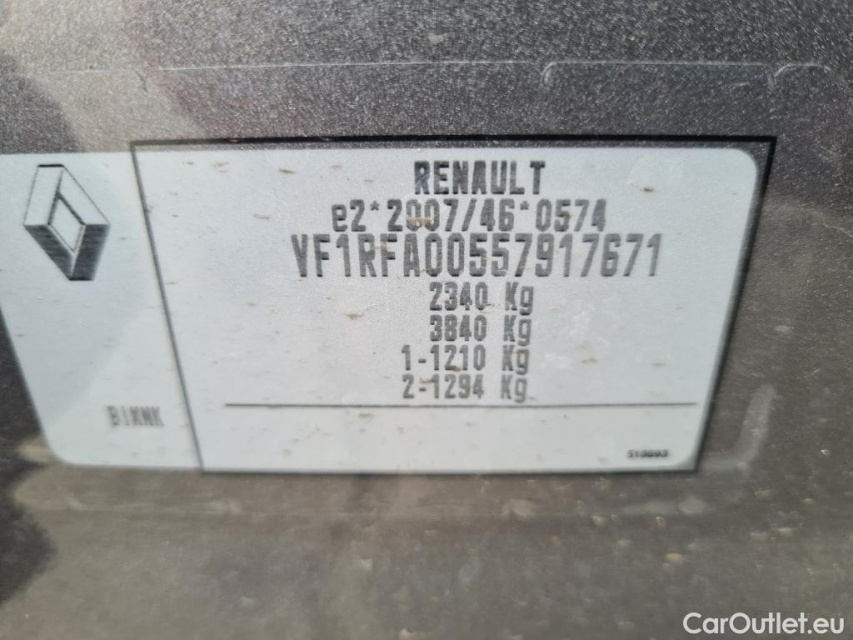 RENAULT
e2*2007/46*0574
VF1RFA00557917671
2340 Kg
3840 Kg
1-1210 Kg
2-1294 Kg
CarOutlet.eu